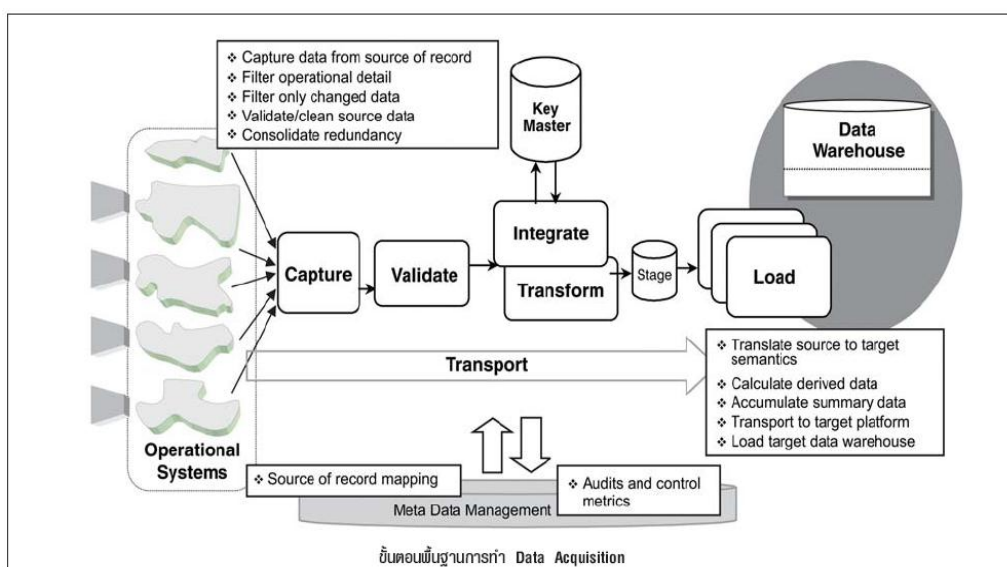 ❖ Capture data from source of record
❖ Filter operational detail
❖ Filter only changed data
❖ Validate/clean source data
❖ Consolidate redundancy
Key
Master
Data
Warehouse
Integrate
Capture
Validate
Transform
Stage
Load
Transport
❖ Translate source to target
semantics
❖ Calculate derived data
❖ Accumulate summary data
❖ Transport to target platform
❖ Load target data warehouse
Operational
Systems
❖ Source of record mapping
❖ Audits and control
metrics
Meta Data Management
ขั้นตอนพื้นฐานการทำ Data Acquisition